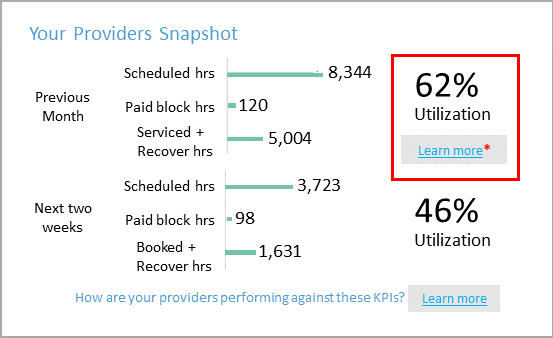 Your Providers Snapshot
Previous
Month
Scheduled hrs
8,344
Paid block hrs
120
Serviced +
Recover hrs
5,004
62%
Utilization
Learn more*
Next two
weeks
Scheduled hrs
3,723
Paid block hrs
98
Booked +
Recover hrs
1,631
46%
Utilization
How are your providers performing against these KPIs? Learn more